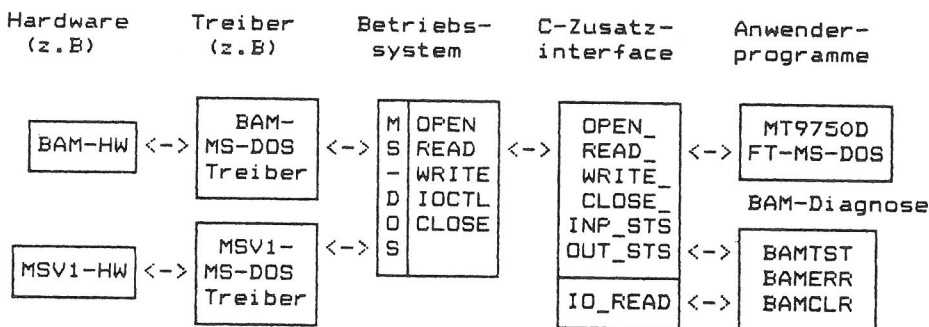 Hardware Treiber Betriebs- C-Zusatz- Anwender-
(z.B) (z.B) system interface programme
BAM- M OPEN OPEN_ MT9750D
BAM-HW <-> MS-DOS <-> S READ <-> READ_ <-> FT-MS-DOS
Treiber - WRITE WRITE_
D IOCTL CLOSE_ BAM-Diagnose
MSV1- O CLOSE INP_STS
MSV1-HW <-> MS-DOS <-> S OUT_STS <-> BAMTST
Treiber BAMERR
IO_READ <-> BAMCLR